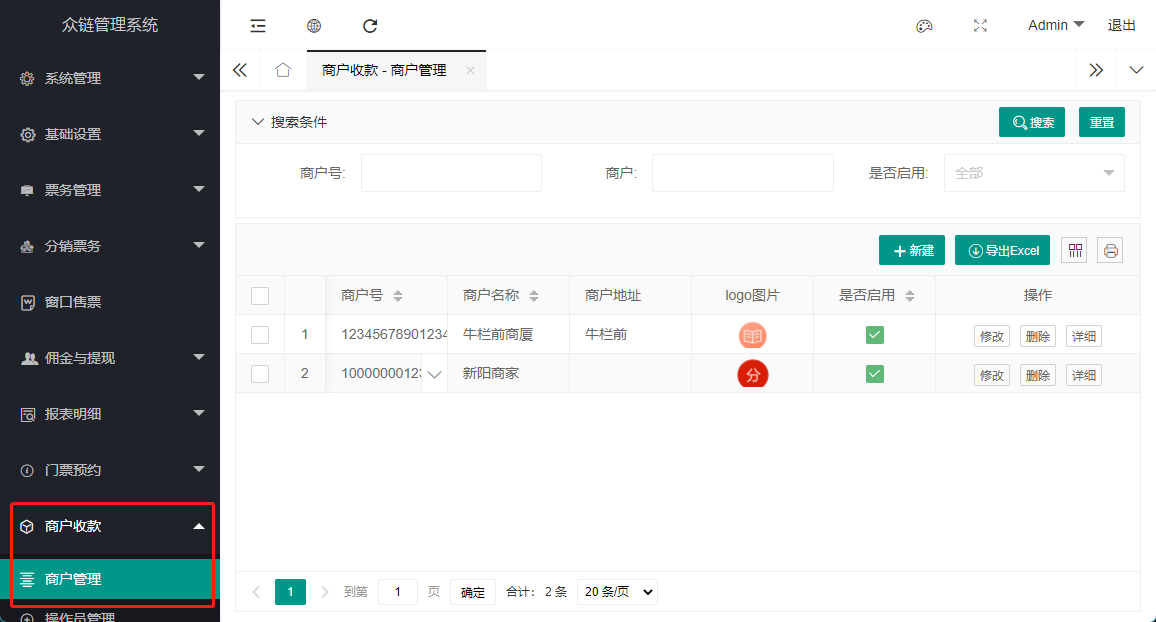 众链管理系统
Admin
退出
商户收款 - 商户管理
系统管理
基础设置
票务管理
分销票务
窗口售票
佣金与提现
报表明细
门票预约
商户收款
商户管理
操作员管理
搜索条件
搜索
重置
商户号:
商户:
是否启用:
全部
新建
导出Excel
商户号
商户名称
商户地址
logo图片
是否启用
操作
1
12345678901234
牛栏前商厦
牛栏前
修改
删除
详细
2
1000000012
新阳商家
分
修改
删除
详细
1
到第
1
页
确定
合计: 2 条
20 条/页